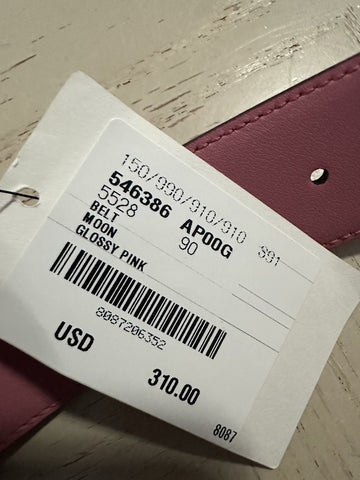 150/990/910/910 S91
546386 AP00G
5528 90
BELT
MOON
GLOSSY PINK
8087206352
USD 310.00
8087